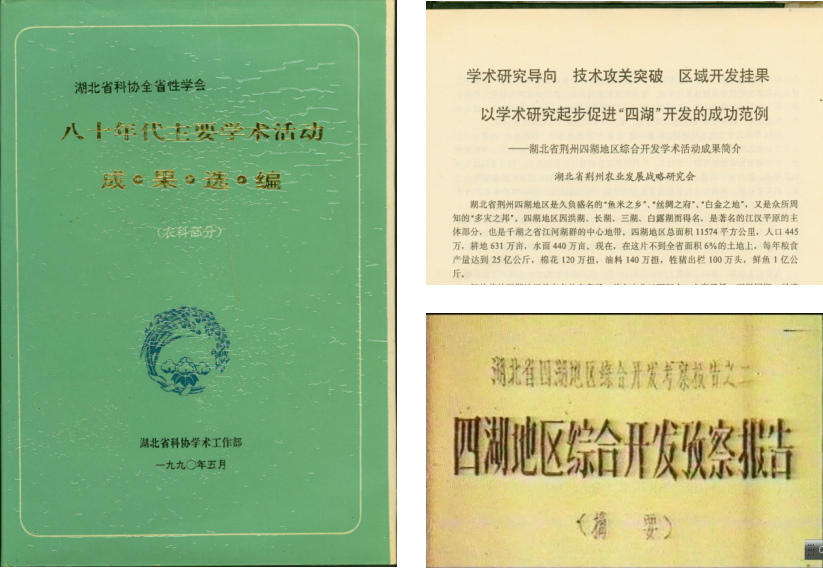 湖北省科协全省性学会
八十年代主要学术活动
成·果·选·编
(农科部分)
湖北省科协学术工作部
一九九〇年五月
学术研究导向 技术攻关突破 区域开发挂果
以学术研究起步促进“四湖”开发的成功范例
——湖北省荆州四湖地区综合开发学术活动成果简介
湖北省荆州农业发展战略研究会
湖北省荆州四湖地区是久负盛名的“鱼米之乡”、“丝绸之府”、“白金之地”，又是众所周
知的“多灾之邦”。四湖地区因洪湖、长湖、三湖、白露湖而得名，是著名的江汉平原的主
体部分，也是千湖之省江河湖群的中心地带。四湖地区总面积11574平方公里，人口445
万，耕地631万亩，水面440万亩。现在，在这片不到全省面积6%的土地上，每年粮食
产量达到25亿公斤，棉花120万担，油料140万担，牲猪出栏100万头，鲜鱼1亿公
斤。
湖北省四湖地区综合开发考察报告之二
四湖地区综合开发攷察报告
(摘 要)